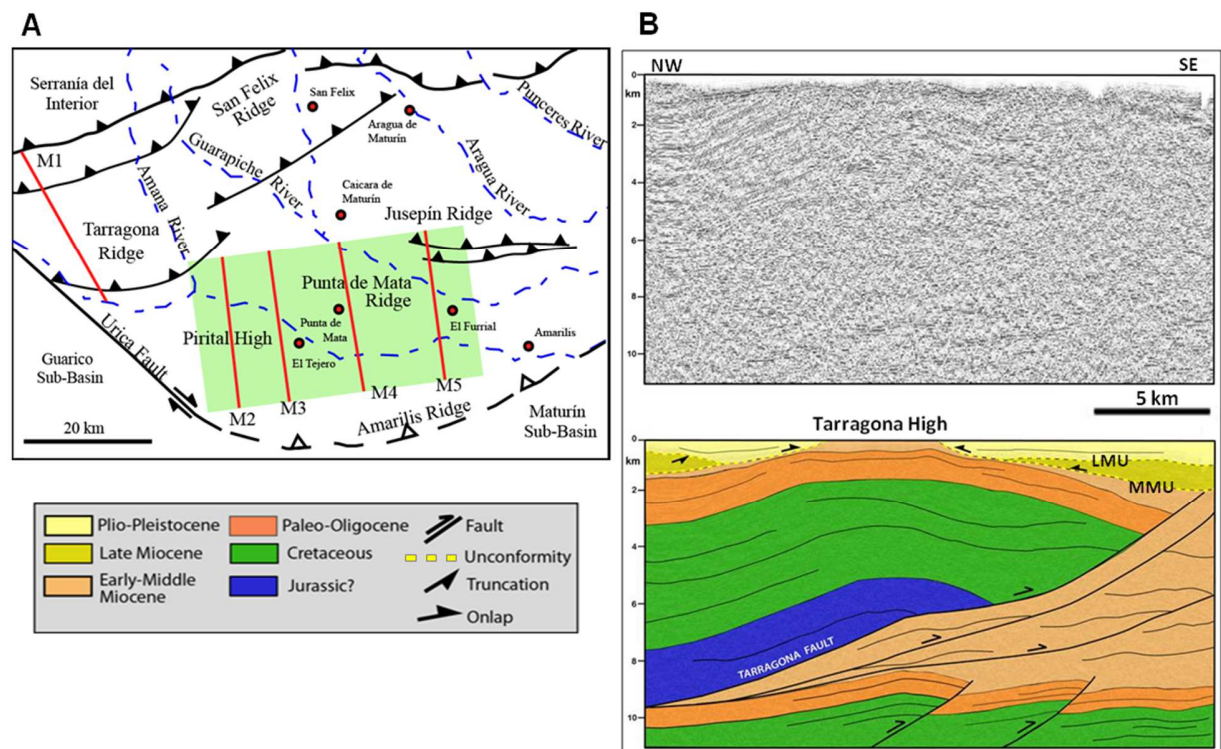 A
Serranía del
Interior
San Felix
Ridge
San Felix
Punceres River
Aragua de
Maturín
M1
Guarapiche River
Amana River
Aragua River
Caicara de
Maturín
Jusepín Ridge
Tarragona
Ridge
Punta de Mata
Ridge
Urica Fault
Pirital High
Punta de
Mata
El Furrial
Amarilis
El Tejero
Guarico
Sub-Basin
M2
M3
M4
M5
Amarilis Ridge
Maturín
Sub-Basin
20 km
Plio-Pleistocene
Late Miocene
Early-Middle
Miocene
Paleo-Oligocene
Cretaceous
Jurassic?
Fault
Unconformity
Truncation
Onlap
B
NW
SE
0
km
2
4
6
8
10
5 km
Tarragona High
0
km
2
4
6
8
10
LMU
MMU
TARRAGONA FAULT